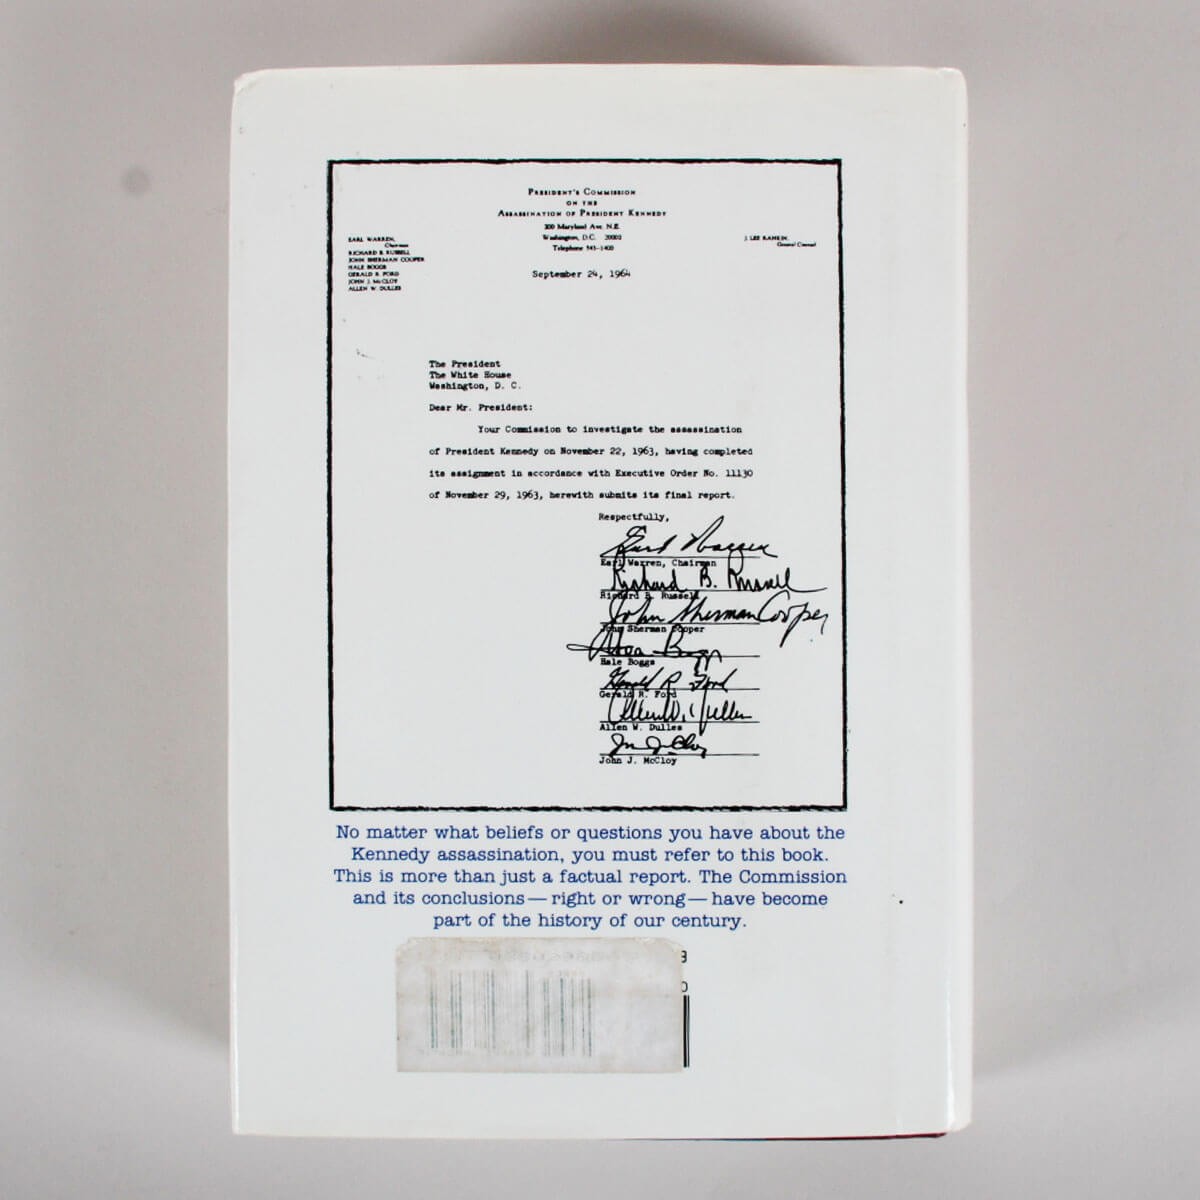 PRESIDENT'S COMMISSION
ON THE
ASSASSINATION OF PRESIDENT KENNEDY
200 Maryland Ave. N.E.
Washington, D.C. 20002
Telephone 543-1400
EARL WARREN,
Chairman
RICHARD B. RUSSELL
JOHN SHERMAN COOPER
HALE BOGGS
GERALD R. FORD
JOHN J. McCLOY
ALLEN W. DULLES
J. LEE RANKIN,
General Counsel
September 24, 1964
The President
The White House
Washington, D. C.
Dear Mr. President:
Your Commission to investigate the assassination
of President Kennedy on November 22, 1963, having completed
its assignment in accordance with Executive Order No. 11130
of November 29, 1963, herewith submits its final report.
Respectfully,
Earl Warren
Earl Warren, Chairman
Richard B. Russell
Richard B. Russell
John Sherman Cooper
John Sherman Cooper
Hale Boggs
Hale Boggs
Gerald R. Ford
Gerald R. Ford
Allen W. Dulles
Allen W. Dulles
John J. McCloy
No matter what beliefs or questions you have about the
Kennedy assassination, you must refer to this book.
This is more than just a factual report. The Commission
and its conclusions—right or wrong—have become
part of the history of our century.